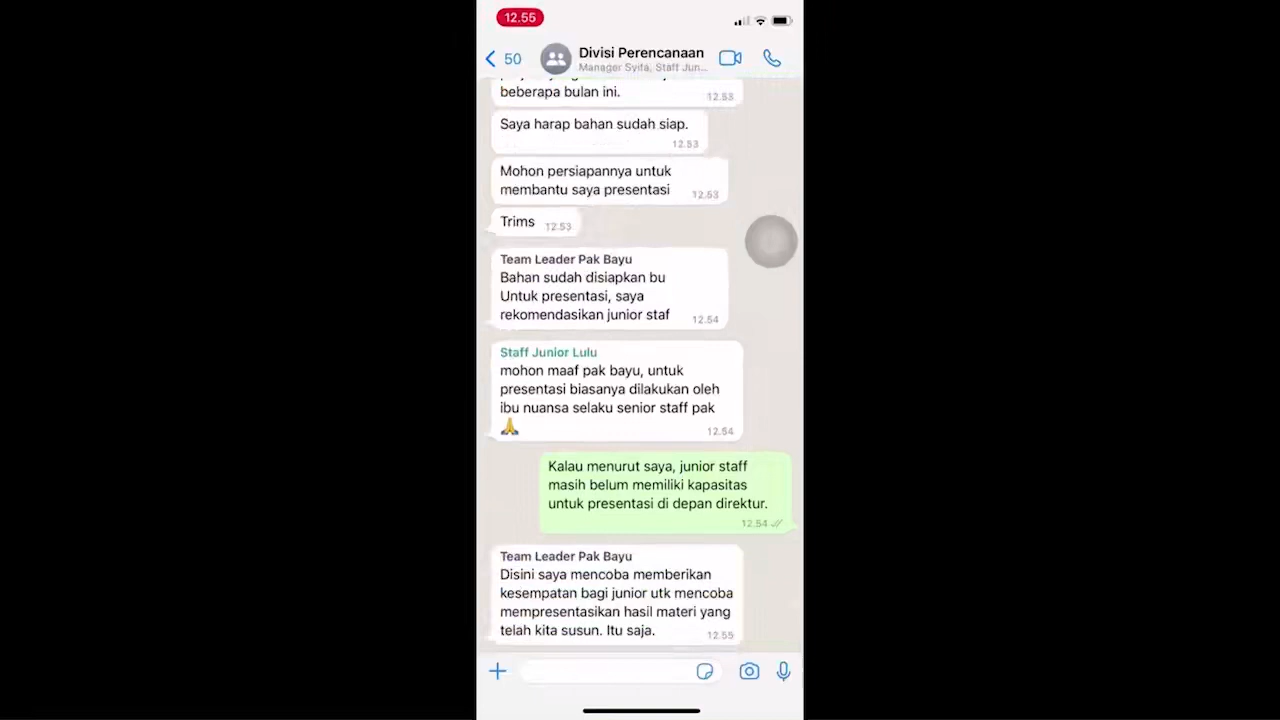 12.55
50
Divisi Perencanaan
Manager Syifa, Staff Jun...
beberapa bulan ini.
12.53
Saya harap bahan sudah siap.
12.53
Mohon persiapannya untuk
membantu saya presentasi
12.53
Trims
12.53
Team Leader Pak Bayu
Bahan sudah disiapkan bu
Untuk presentasi, saya
rekomendasikan junior staf
12.54
Staff Junior Lulu
mohon maaf pak bayu, untuk
presentasi biasanya dilakukan oleh
ibu nuansa selaku senior staff pak
🙏
12.54
Kalau menurut saya, junior staff
masih belum memiliki kapasitas
untuk presentasi di depan direktur.
12.54
Team Leader Pak Bayu
Disini saya mencoba memberikan
kesempatan bagi junior utk mencoba
mempresentasikan hasil materi yang
telah kita susun. Itu saja.
12.55